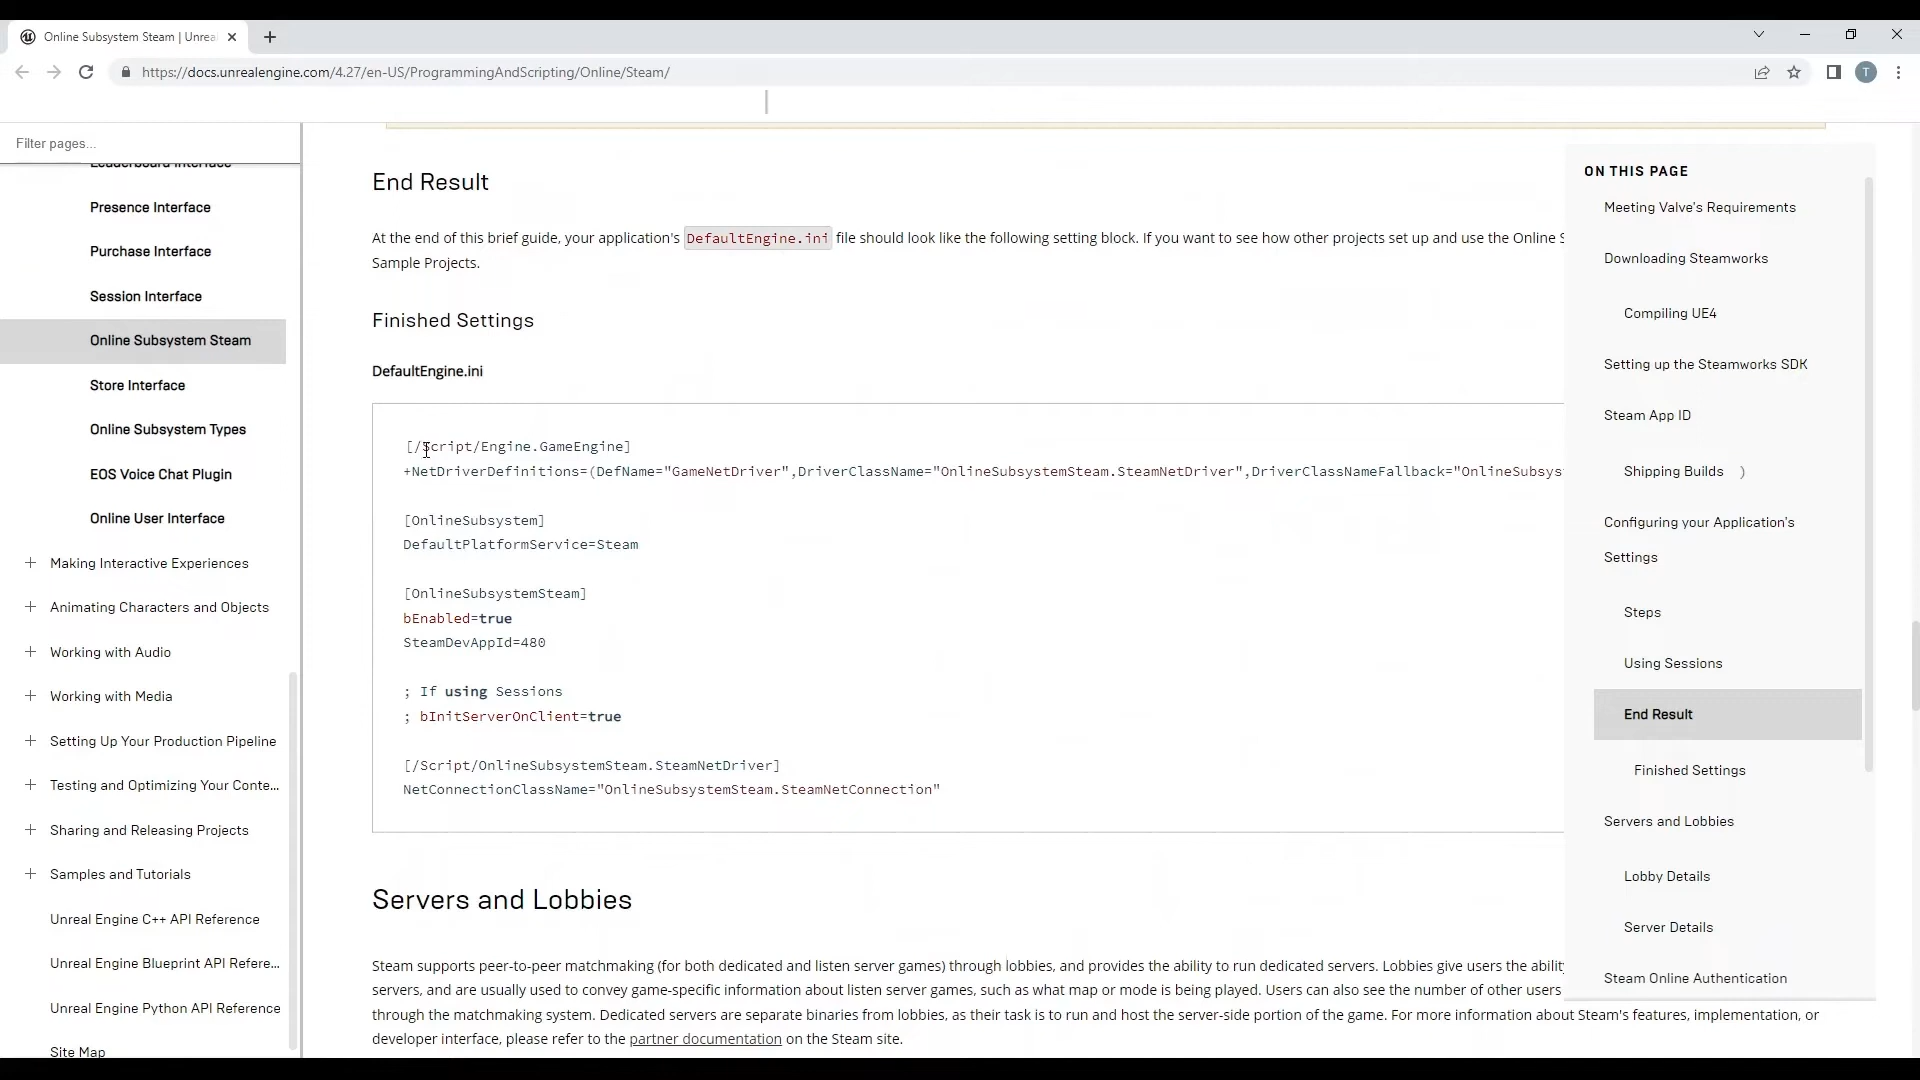 Online Subsystem Steam | Unrea
https://docs.unrealengine.com/4.27/en-US/ProgrammingAndScripting/Online/Steam/
T
Filter pages...
Leaderboard Interface
Presence Interface
Purchase Interface
Session Interface
Online Subsystem Steam
Store Interface
Online Subsystem Types
EOS Voice Chat Plugin
Online User Interface
Making Interactive Experiences
Animating Characters and Objects
Working with Audio
Working with Media
Setting Up Your Production Pipeline
Testing and Optimizing Your Conte...
Sharing and Releasing Projects
Samples and Tutorials
Unreal Engine C++ API Reference
Unreal Engine Blueprint API Refere...
Unreal Engine Python API Reference
Site Map
End Result
At the end of this brief guide, your application's DefaultEngine.ini file should look like the following setting block. If you want to see how other projects set up and use the Online S
Sample Projects.
Finished Settings
DefaultEngine.ini
[/Script/Engine.GameEngine]
+NetDriverDefinitions=(DefName="GameNetDriver",DriverClassName="OnlineSubsystemSteam.SteamNetDriver",DriverClassNameFallback="OnlineSubsys
[OnlineSubsystem]
DefaultPlatformService=Steam
[OnlineSubsystemSteam]
bEnabled=true
SteamDevAppId=480
; If using Sessions
; bInitServerOnClient=true
[/Script/OnlineSubsystemSteam.SteamNetDriver]
NetConnectionClassName="OnlineSubsystemSteam.SteamNetConnection"
Servers and Lobbies
Steam supports peer-to-peer matchmaking (for both dedicated and listen server games) through lobbies, and provides the ability to run dedicated servers. Lobbies give users the abilit
servers, and are usually used to convey game-specific information about listen server games, such as what map or mode is being played. Users can also see the number of other users
through the matchmaking system. Dedicated servers are separate binaries from lobbies, as their task is to run and host the server-side portion of the game. For more information about Steam's features, implementation, or
developer interface, please refer to the partner documentation on the Steam site.
ON THIS PAGE
Meeting Valve's Requirements
Downloading Steamworks
Compiling UE4
Setting up the Steamworks SDK
Steam App ID
Shipping Builds )
Configuring your Application's
Settings
Steps
Using Sessions
End Result
Finished Settings
Servers and Lobbies
Lobby Details
Server Details
Steam Online Authentication